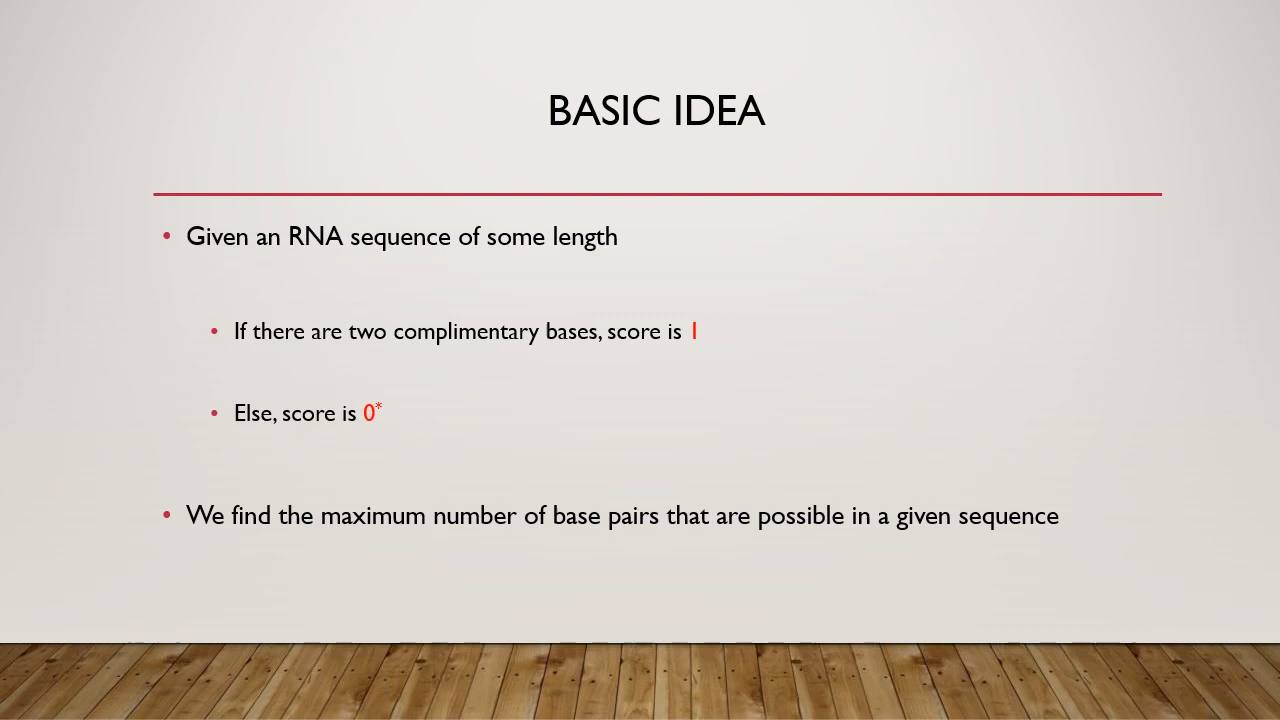 BASIC IDEA
• Given an RNA sequence of some length
• If there are two complimentary bases, score is 1
• Else, score is 0*
• We find the maximum number of base pairs that are possible in a given sequence